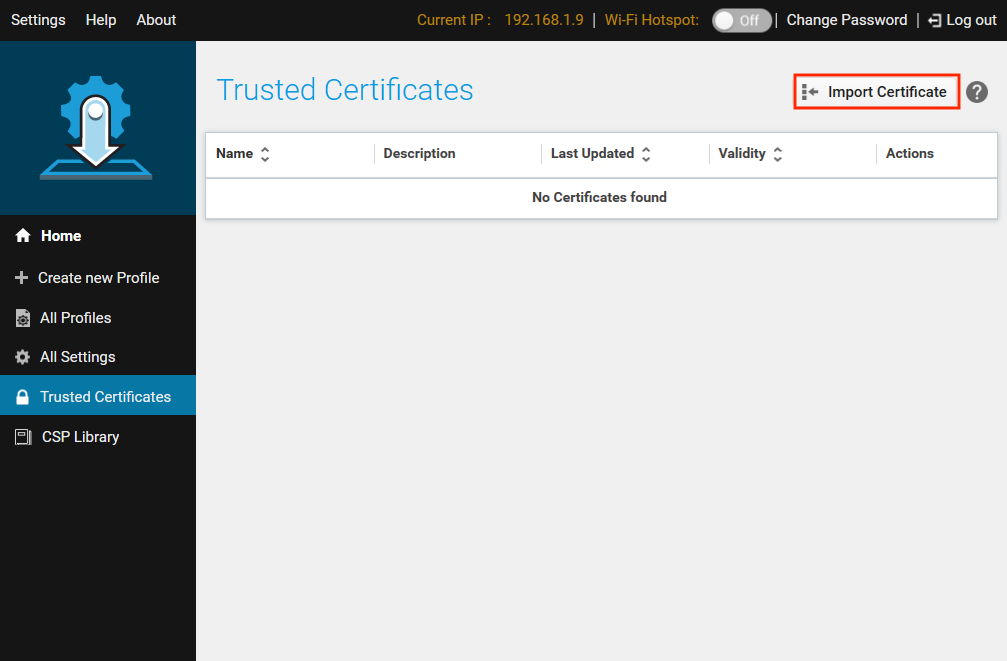 Settings Help About Current IP : 192.168.1.9 | Wi-Fi Hotspot: Off | Change Password | Log out
Trusted Certificates
Import Certificate ?
Name Description Last Updated Validity Actions
No Certificates found
Home
Create new Profile
All Profiles
All Settings
Trusted Certificates
CSP Library